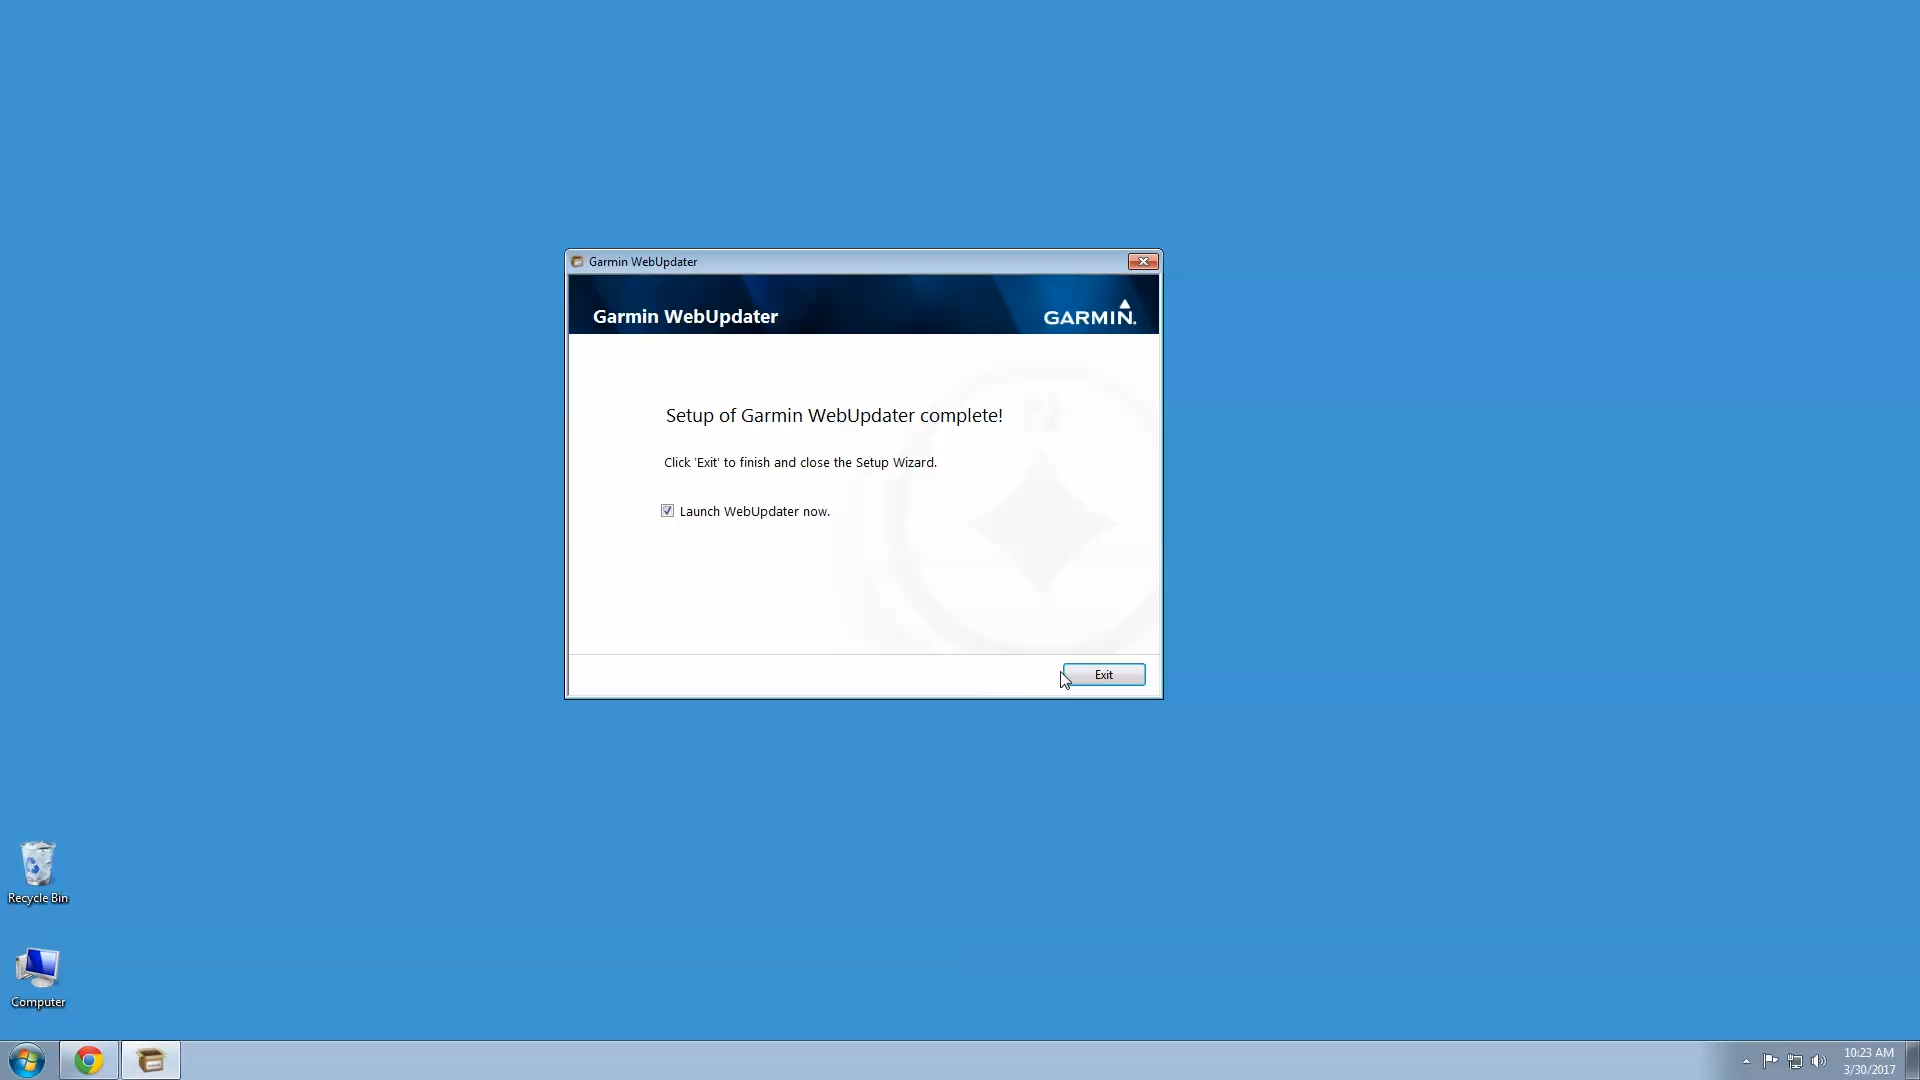 Garmin WebUpdater
Garmin WebUpdater
GARMIN.
N
Setup of Garmin WebUpdater complete!
Click 'Exit' to finish and close the Setup Wizard.
Launch WebUpdater now.
Exit
Recycle Bin
Computer
10:23 AM
3/30/2017